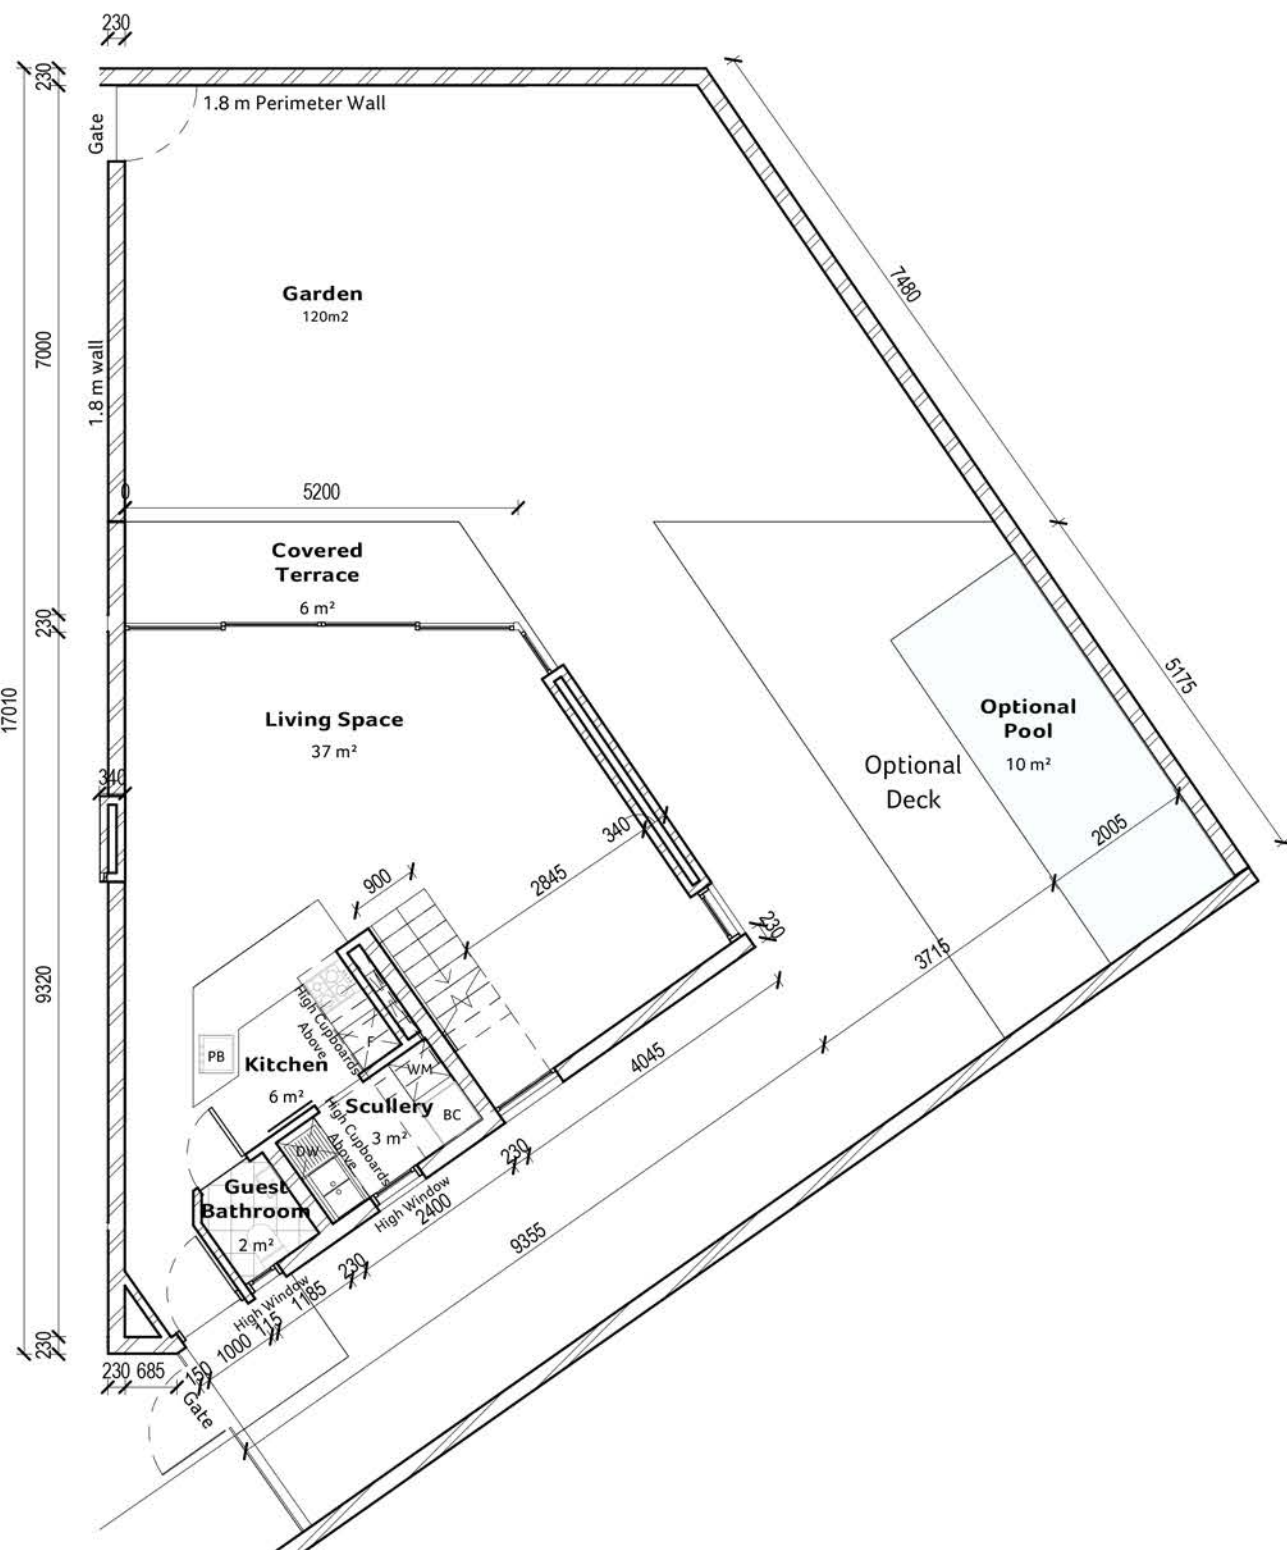 230
230
1.8 m Perimeter Wall
Gate
7480
Garden
120m2
7000
1.8 m wall
0
5200
Covered
Terrace
6 m²
230
17010
Living Space
37 m²
5175
Optional
Pool
10 m²
Optional
Deck
340
340
2005
900
2845
230
3715
9320
High Cupboards
Above
F
PB
Kitchen
6 m²
WM
4045
Scullery
3 m²
BC
High Cupboards
Above
DW
230
Guest
Bathroom
2 m²
High Window
2400
9355
230
High Window
1185
115
1000
230
230
685
150
Gate